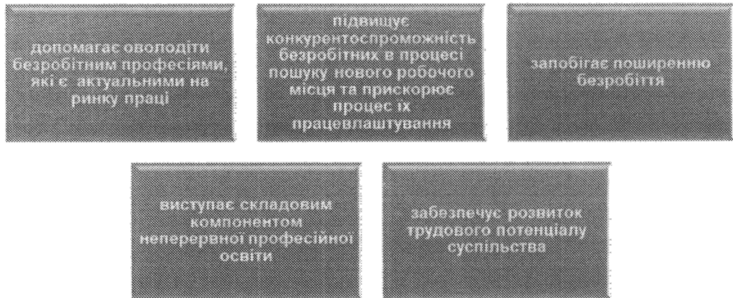 допомагає оволодіти
безробітним професіями,
які є актуальними на
ринку праці
підвищує
конкурентоспроможність
безробітних в процесі
пошуку нового робочого
місця та прискорює
процес їх
працевлаштування
запобігає поширенню
безробіття
виступає складовим
компонентом
неперервної професійної
освіти
забезпечує розвиток
трудового потенціалу
суспільства